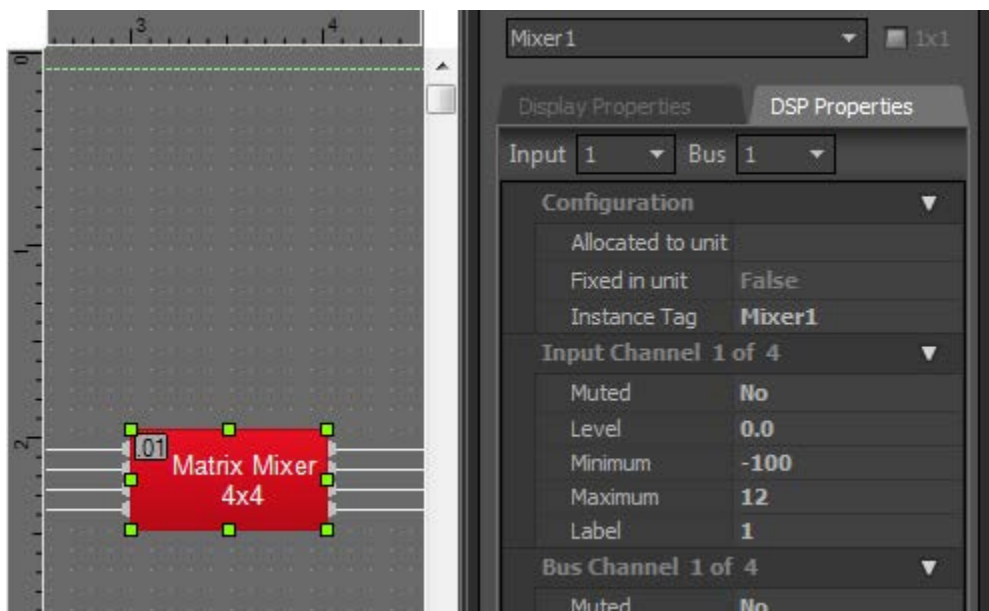 3 4
0
1
2
.01
Matrix Mixer
4x4
Mixer1 1x1
Display Properties DSP Properties
Input 1 Bus 1
Configuration
Allocated to unit
Fixed in unit False
Instance Tag Mixer1
Input Channel 1 of 4
Muted No
Level 0.0
Minimum -100
Maximum 12
Label 1
Bus Channel 1 of 4
Muted No